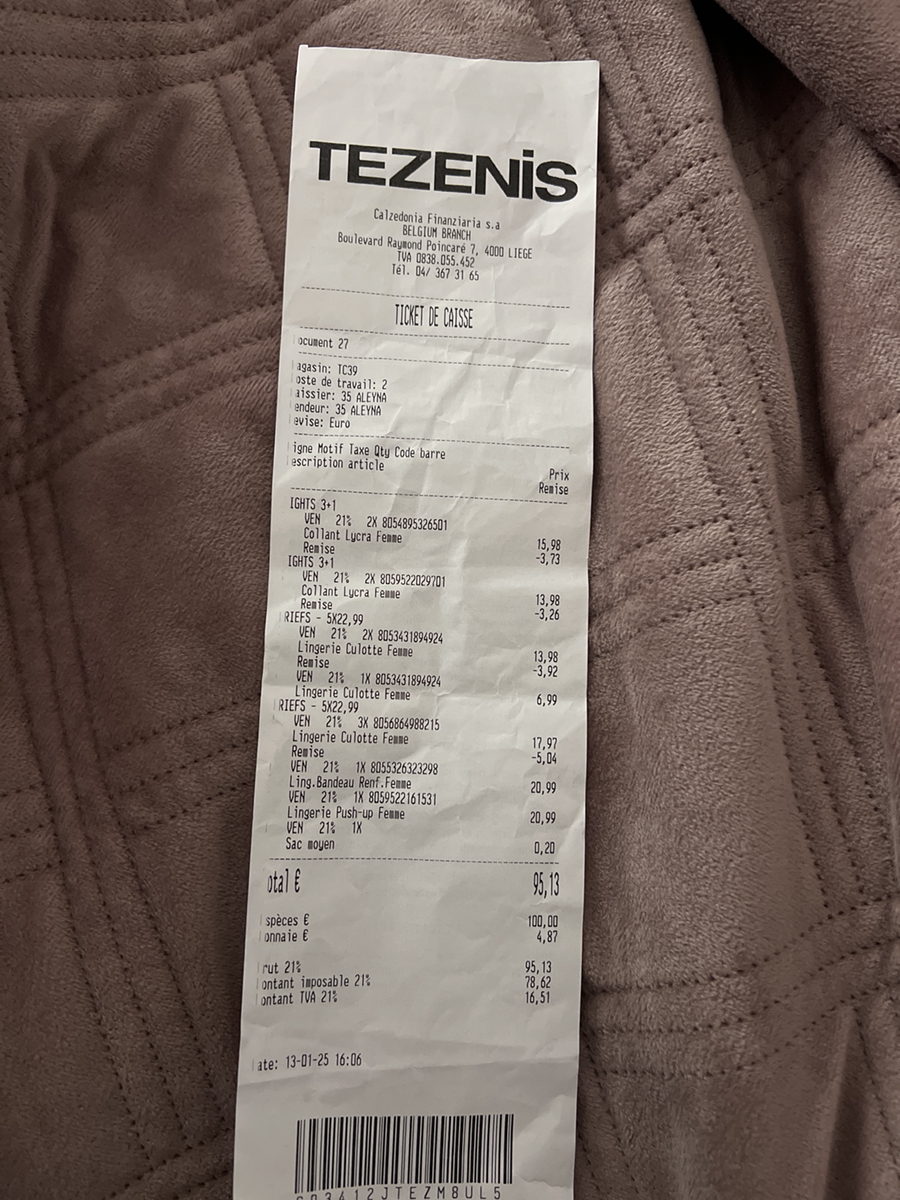 TEZENiS
Calzedonia Finanziaria s.a
BELGIUM BRANCH
Boulevard Raymond Poincaré 7, 4000 LIEGE
TVA 0838.055.452
Tél. 04/ 367 31 65
TICKET DE CAISSE
ocument 27
agasin: TC39
oste de travail: 2
aissier: 35 ALEYNA
endeur: 35 ALEYNA
evise: Euro
igne Motif Taxe Qty Code barre
escription article Prix
Remise
IGHTS 3+1
VEN 21% 2X 8054895326501
Collant Lycra Femme 15,98
Remise -3,73
IGHTS 3+1
VEN 21% 2X 8059522029701
Collant Lycra Femme 13,98
Remise -3,26
RIEFS - 5X22,99
VEN 21% 2X 8053431894924
Lingerie Culotte Femme 13,98
Remise -3,92
VEN 21% 1X 8053431894924
Lingerie Culotte Femme 6,99
RIEFS - 5X22,99
VEN 21% 3X 8056864988215
Lingerie Culotte Femme 17,97
Remise -5,04
VEN 21% 1X 8055326323298
Ling.Bandeau Renf.Femme 20,99
VEN 21% 1X 8059522161531
Lingerie Push-up Femme 20,99
VEN 21% 1X
Sac moyen 0,20
otal € 95,13
spèces € 100,00
onnaie € 4,87
rut 21% 95,13
ontant imposable 21% 78,62
ontant TVA 21% 16,51
ate: 13-01-25 16:06